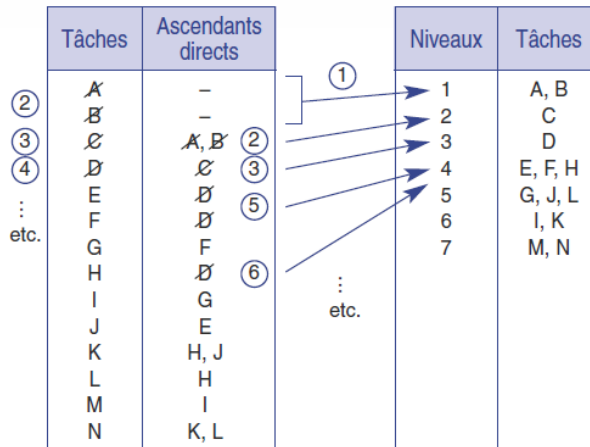 Tâches Ascendants directs Niveaux Tâches
①
A – 1 A, B
②
B – 2 C
③ C A, B ② 3 D
④ D C ③ 4 E, F, H
E D 5 G, J, L
⑤
⋮ F D 6 I, K
etc. G F 7 M, N
H D ⑥
⋮
I G etc.
J E
K H, J
L H
M I
N K, L